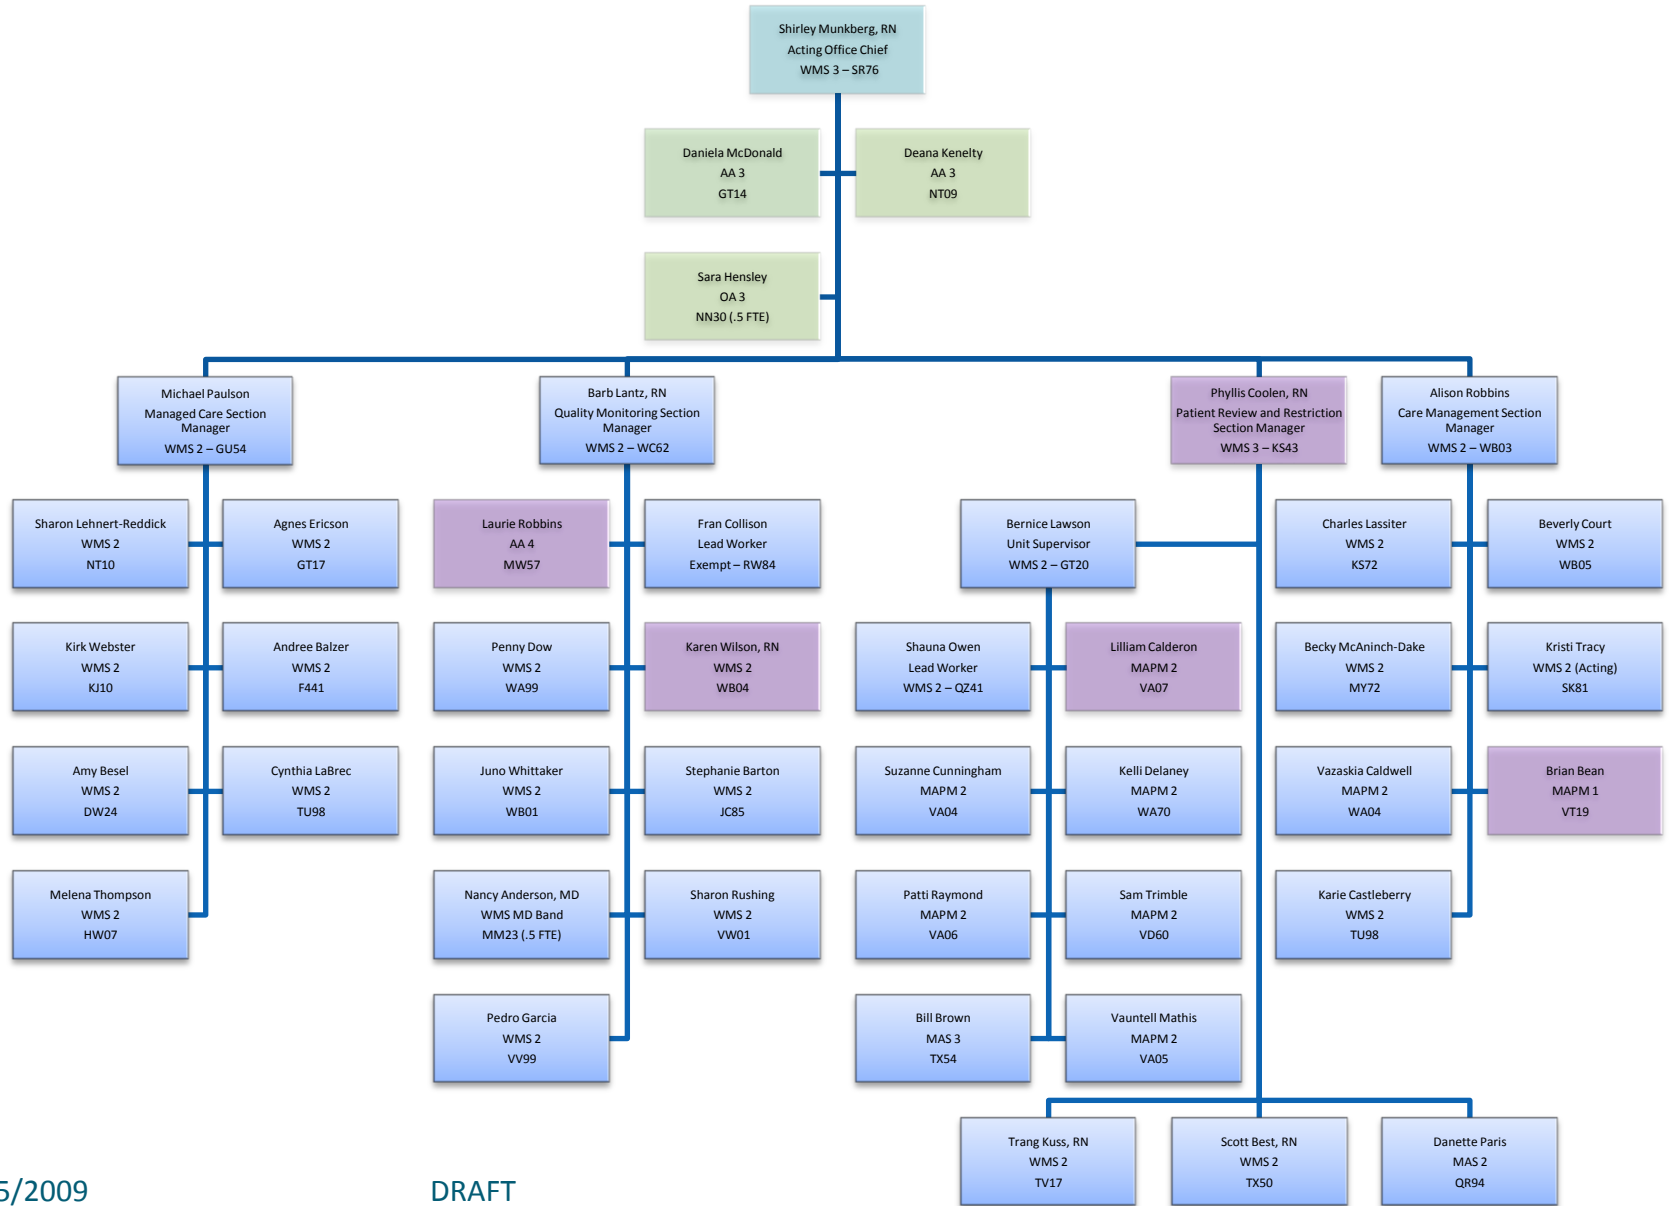 Shirley Munkberg, RN
Acting Office Chief
WMS 3 – SR76
Daniela McDonald
AA 3
GT14
Deana Kenelty
AA 3
NT09
Sara Hensley
OA 3
NN30 (.5 FTE)
Michael Paulson
Managed Care Section
Manager
WMS 2 – GU54
Barb Lantz, RN
Quality Monitoring Section
Manager
WMS 2 – WC62
Phyllis Coolen, RN
Patient Review and Restriction
Section Manager
WMS 3 – KS43
Alison Robbins
Care Management Section
Manager
WMS 2 – WB03
Sharon Lehnert-Reddick
WMS 2
NT10
Agnes Ericson
WMS 2
GT17
Laurie Robbins
AA 4
MW57
Fran Collison
Lead Worker
Exempt – RW84
Bernice Lawson
Unit Supervisor
WMS 2 – GT20
Charles Lassiter
WMS 2
KS72
Beverly Court
WMS 2
WB05
Kirk Webster
WMS 2
KJ10
Andree Balzer
WMS 2
F441
Penny Dow
WMS 2
WA99
Karen Wilson, RN
WMS 2
WB04
Shauna Owen
Lead Worker
WMS 2 – QZ41
Lilliam Calderon
MAPM 2
VA07
Becky McAninch-Dake
WMS 2
MY72
Kristi Tracy
WMS 2 (Acting)
SK81
Amy Besel
WMS 2
DW24
Cynthia LaBrec
WMS 2
TU98
Juno Whittaker
WMS 2
WB01
Stephanie Barton
WMS 2
JC85
Suzanne Cunningham
MAPM 2
VA04
Kelli Delaney
MAPM 2
WA70
Vazaskia Caldwell
MAPM 2
WA04
Brian Bean
MAPM 1
VT19
Melena Thompson
WMS 2
HW07
Nancy Anderson, MD
WMS MD Band
MM23 (.5 FTE)
Sharon Rushing
WMS 2
VW01
Patti Raymond
MAPM 2
VA06
Sam Trimble
MAPM 2
VD60
Karie Castleberry
WMS 2
TU98
Pedro Garcia
WMS 2
VV99
Bill Brown
MAS 3
TX54
Vauntell Mathis
MAPM 2
VA05
Trang Kuss, RN
WMS 2
TV17
Scott Best, RN
WMS 2
TX50
Danette Paris
MAS 2
QR94
5/2009
DRAFT